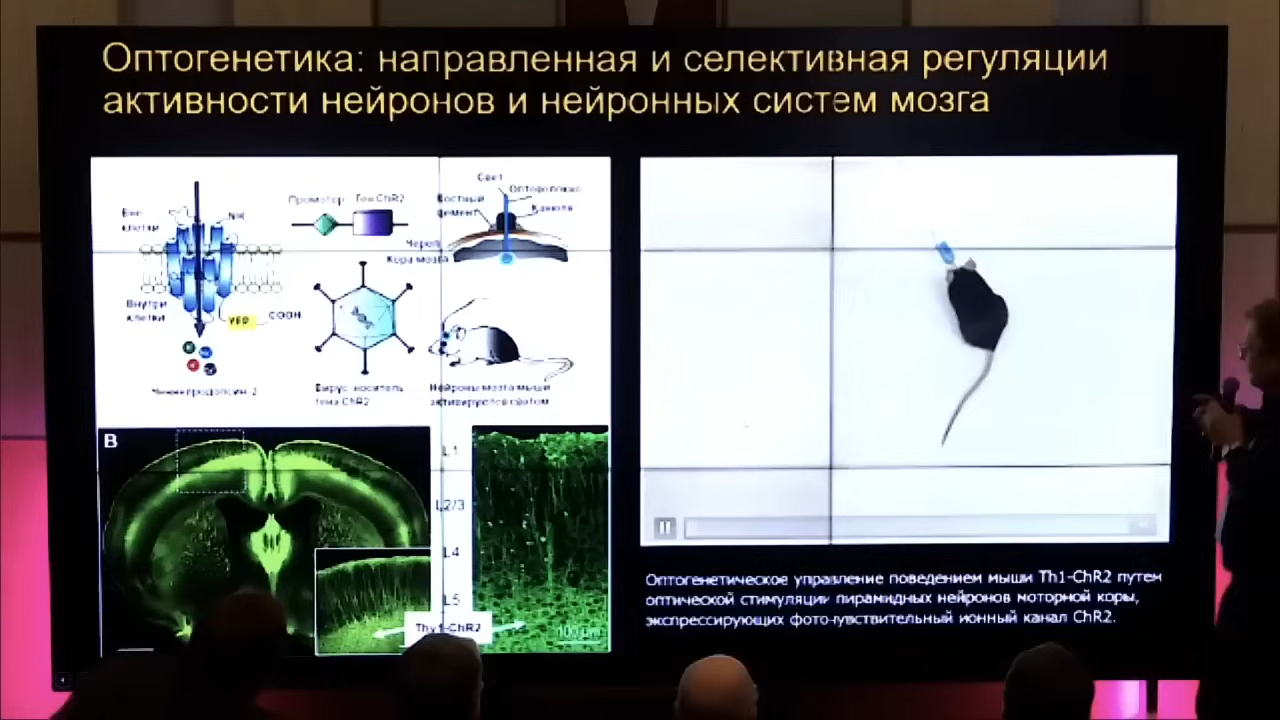 Оптогенетика: направленная и селективная регуляции
активности нейронов и нейронных систем мозга
Вне
клетки
NH
Внутри
клетки
YFP
COOH
Промотор Ген ChR2
Вирус-носитель
гена ChR2
Свет
Оптоволокно
Костный
цемент
Канюля
Череп
Кора мозга
Нейроны мозга мыши
активируется светом
B
L1
L2/3
L4
L5
Thy1-ChR2
100 µm
Оптогенетическое управление поведением мыши Th1-ChR2 путем
оптической стимуляции пирамидных нейронов моторной коры,
экспрессирующих фото-чувствительный ионный канал ChR2.